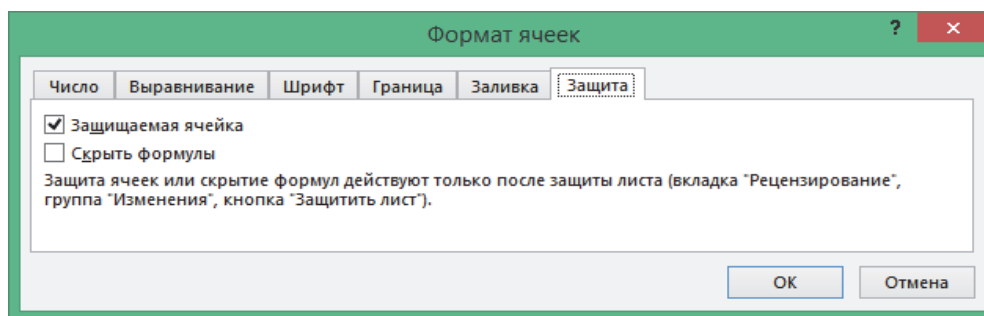 Формат ячеек
?
Число Выравнивание Шрифт Граница Заливка Защита
Защищаемая ячейка
Скрыть формулы
Защита ячеек или скрытие формул действуют только после защиты листа (вкладка "Рецензирование",
группа "Изменения", кнопка "Защитить лист").
ОК Отмена